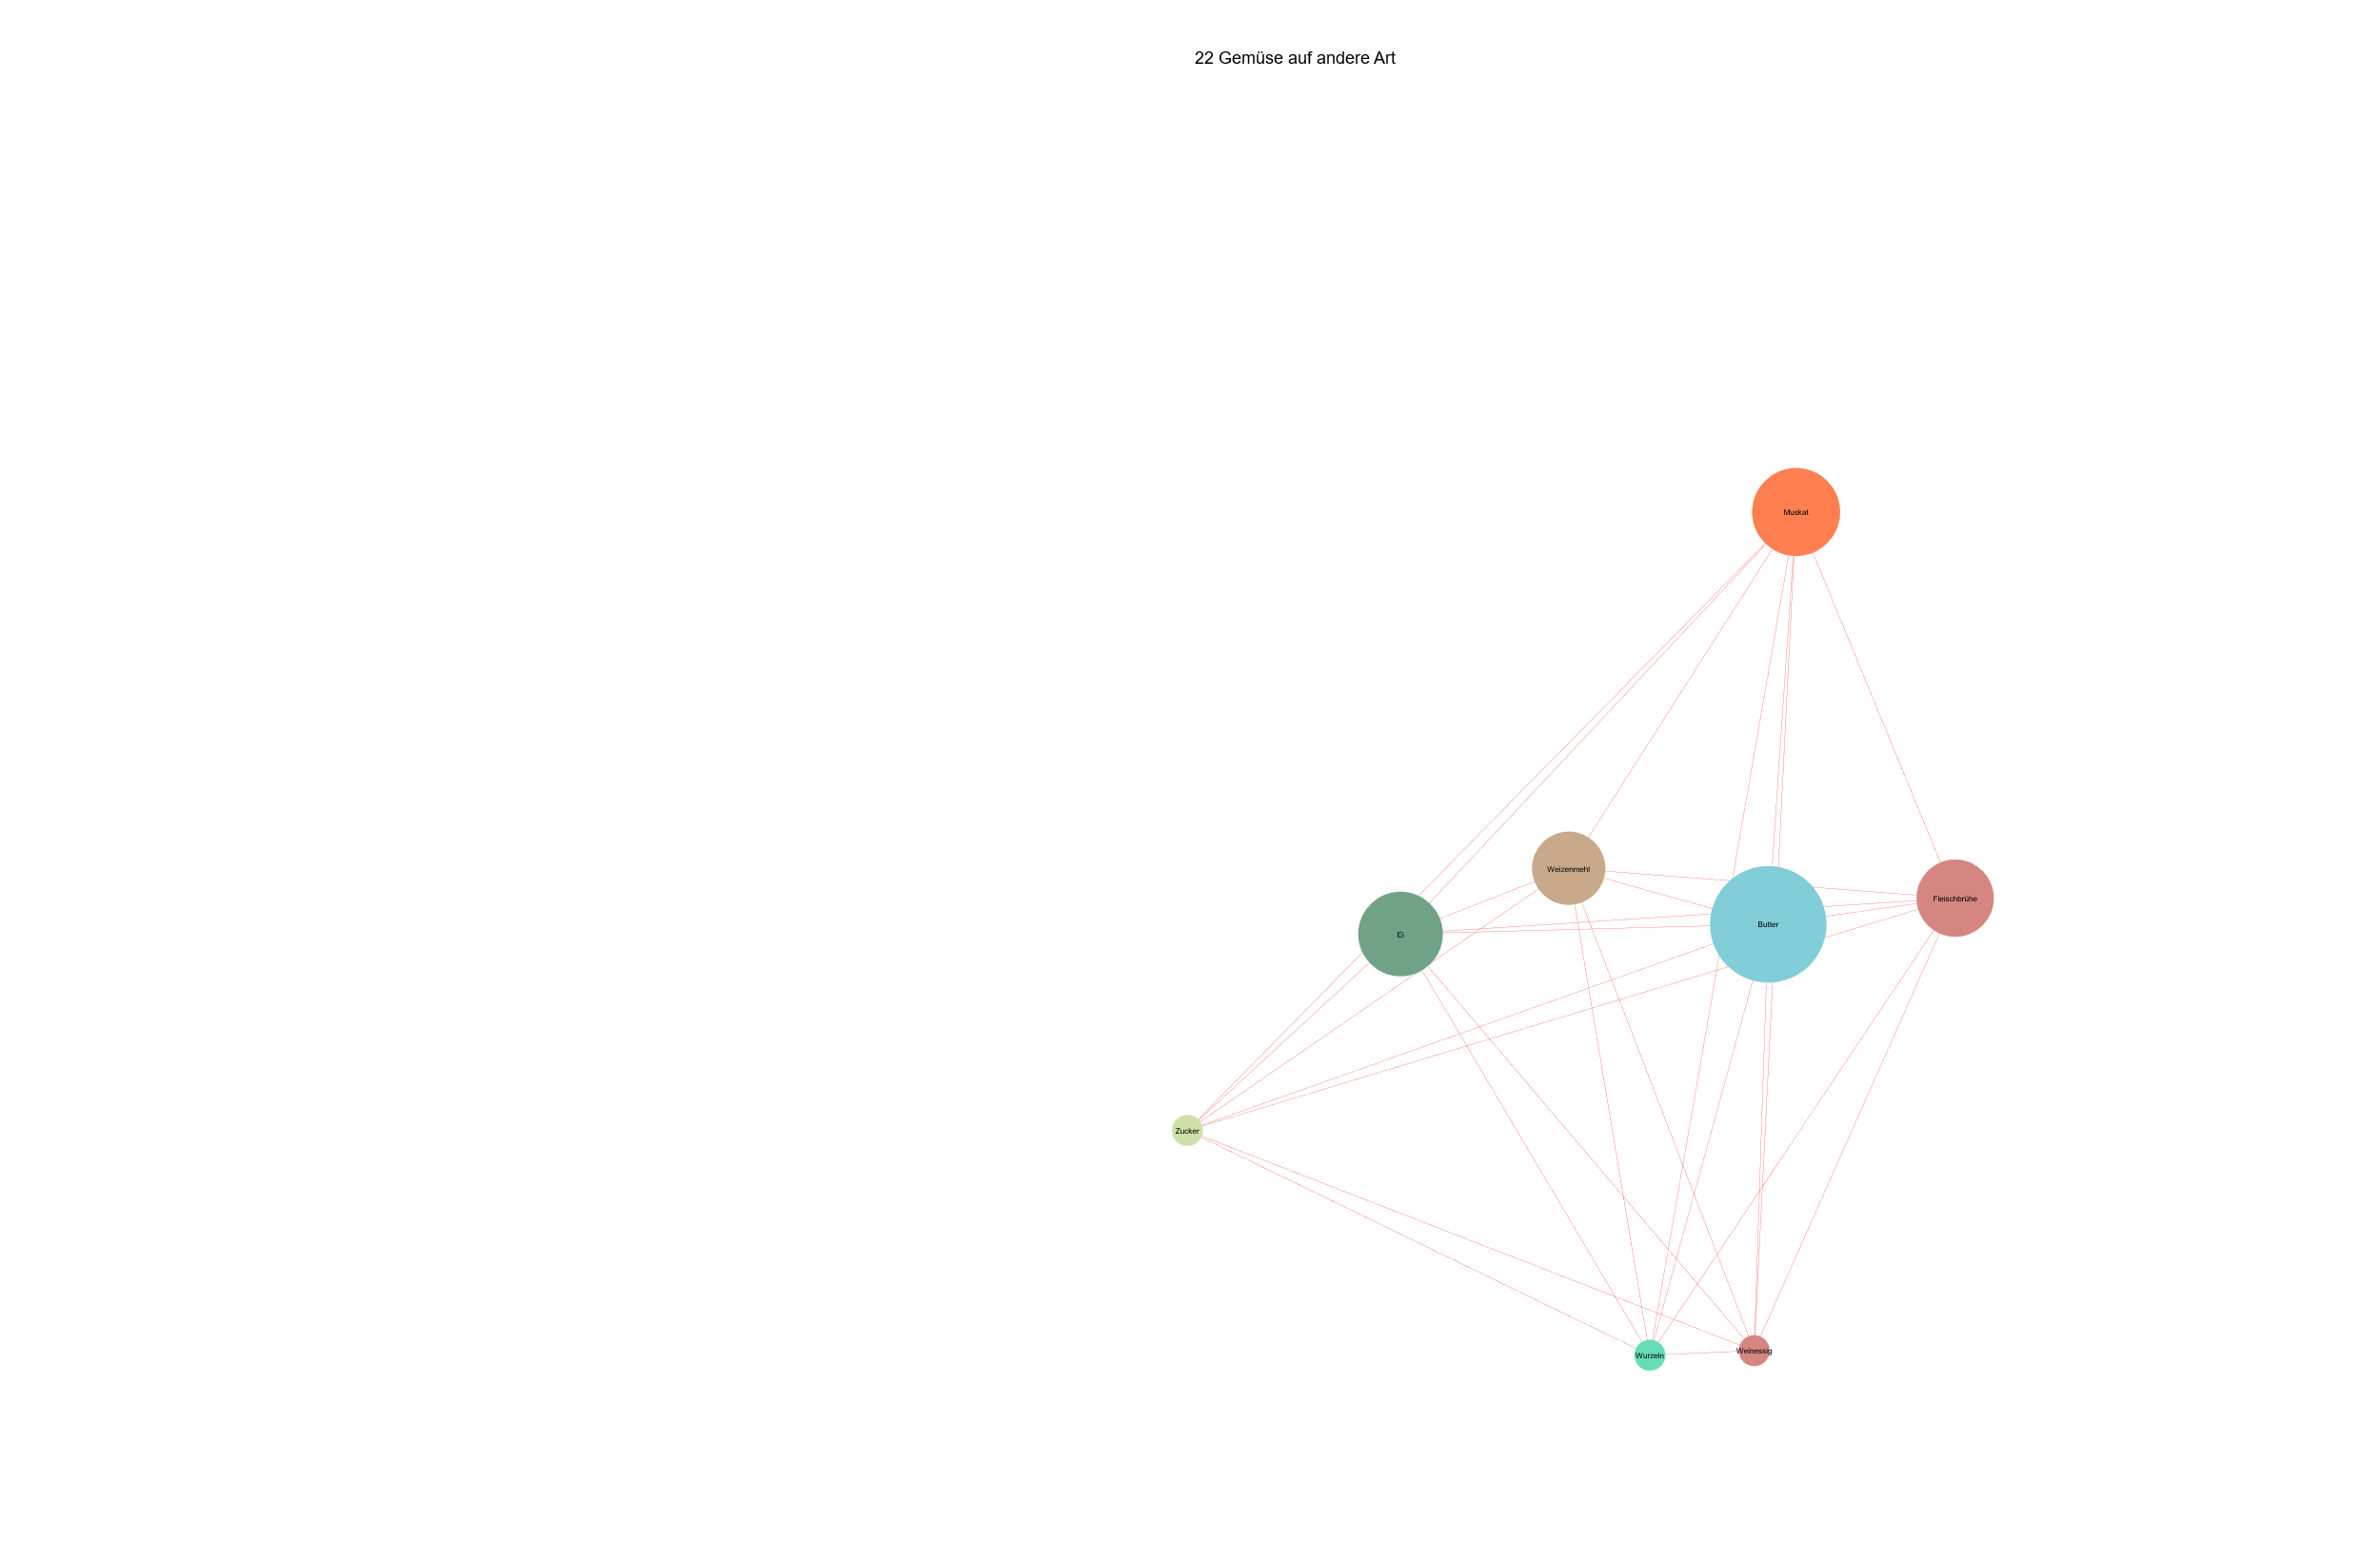 22 Gemüse auf andere Art
Muskat
Weizenmehl
Fleischbrühe
Butter
Ei
Zucker
Weinessig
Wurzeln